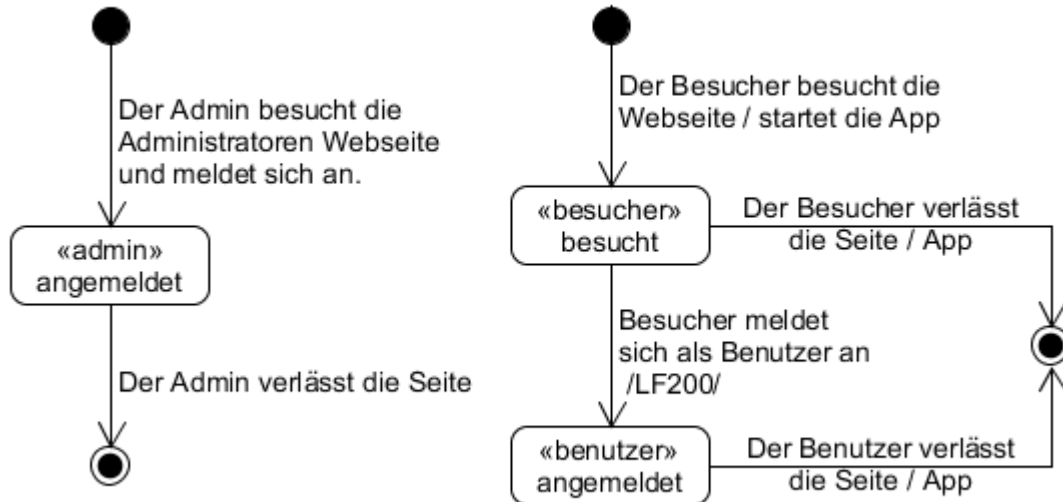 Der Admin besucht die
Administratoren Webseite
und meldet sich an.
«admin»
angemeldet
Der Admin verlässt die Seite
Der Besucher besucht die
Webseite / startet die App
«besucher»
besucht
Der Besucher verlässt
die Seite / App
Besucher meldet
sich als Benutzer an
/LF200/
«benutzer»
angemeldet
Der Benutzer verlässt
die Seite / App